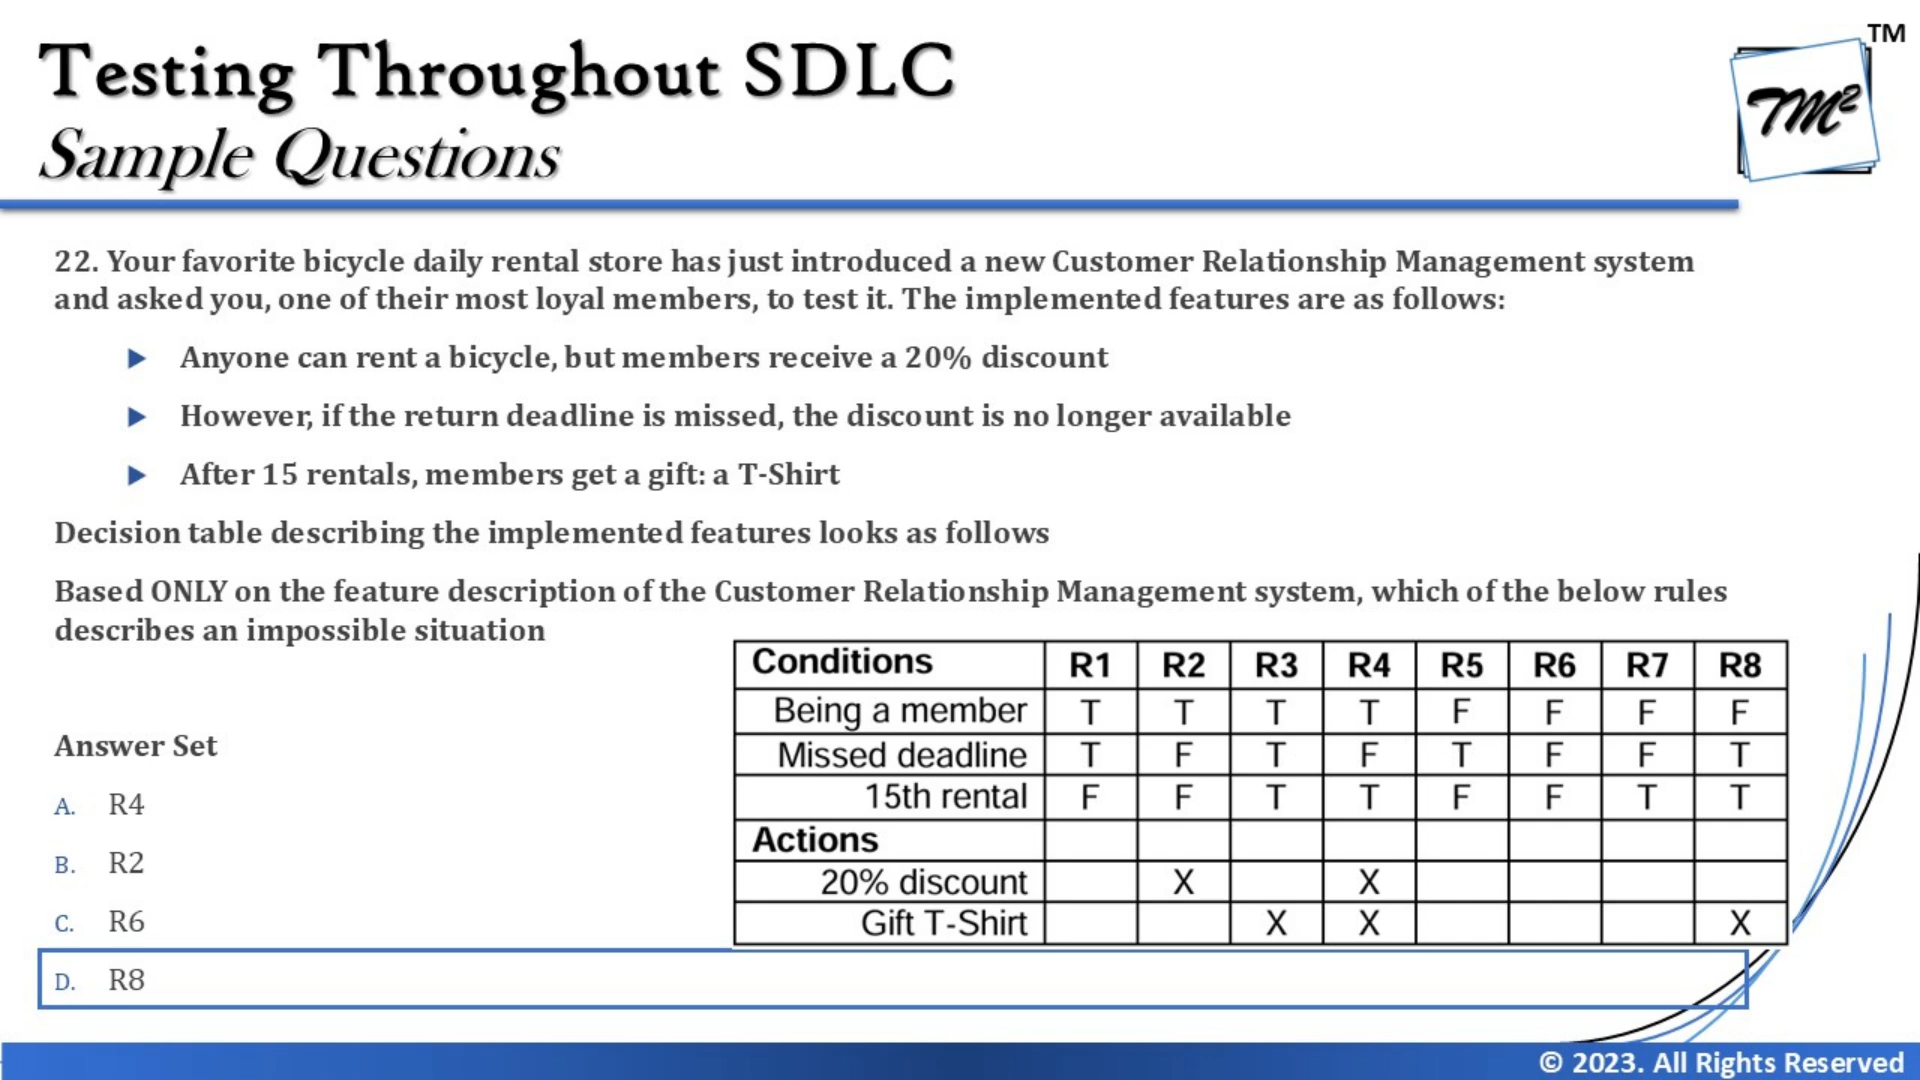 Testing Throughout SDLC
Sample Questions
TM
TM²
22. Your favorite bicycle daily rental store has just introduced a new Customer Relationship Management system
and asked you, one of their most loyal members, to test it. The implemented features are as follows:
Anyone can rent a bicycle, but members receive a 20% discount
However, if the return deadline is missed, the discount is no longer available
After 15 rentals, members get a gift: a T-Shirt
Decision table describing the implemented features looks as follows
Based ONLY on the feature description of the Customer Relationship Management system, which of the below rules
describes an impossible situation
Conditions R1 R2 R3 R4 R5 R6 R7 R8
Being a member T T T T F F F F
Missed deadline T F T F T F F T
15th rental F F T T F F T T
Actions
20% discount X X
Gift T-Shirt X X X
Answer Set
A. R4
B. R2
C. R6
D. R8
© 2023. All Rights Reserved